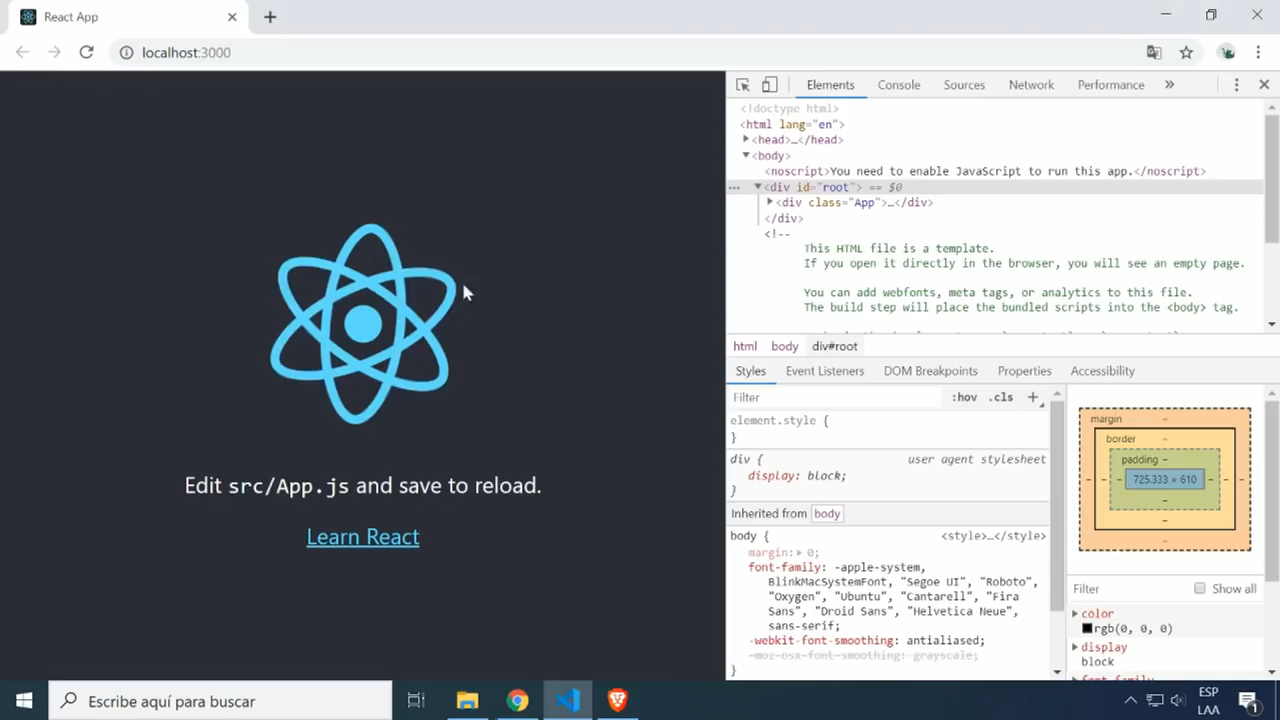 React App
localhost:3000
Elements Console Sources Network Performance
<!doctype html>
<html lang="en">
<head>…</head>
<body>
<noscript>You need to enable JavaScript to run this app.</noscript>
<div id="root"> == $0
<div class="App">…</div>
</div>
<!--
This HTML file is a template.
If you open it directly in the browser, you will see an empty page.
You can add webfonts, meta tags, or analytics to this file.
The build step will place the bundled scripts into the <body> tag.
html body div#root
Styles Event Listeners DOM Breakpoints Properties Accessibility
Filter :hov .cls
element.style {
}
div { user agent stylesheet
display: block;
}
Inherited from body
body { <style>…</style>
margin: 0;
font-family: -apple-system,
BlinkMacSystemFont, "Segoe UI", "Roboto",
"Oxygen", "Ubuntu", "Cantarell", "Fira
Sans", "Droid Sans", "Helvetica Neue",
sans-serif;
-webkit-font-smoothing: antialiased;
-moz-osx-font-smoothing: grayscale;
}
margin -
border -
padding -
725.333 × 610
Filter Show all
color
rgb(0, 0, 0)
display
block
Edit src/App.js and save to reload.
Learn React
Escribe aquí para buscar
ESP
LAA
1